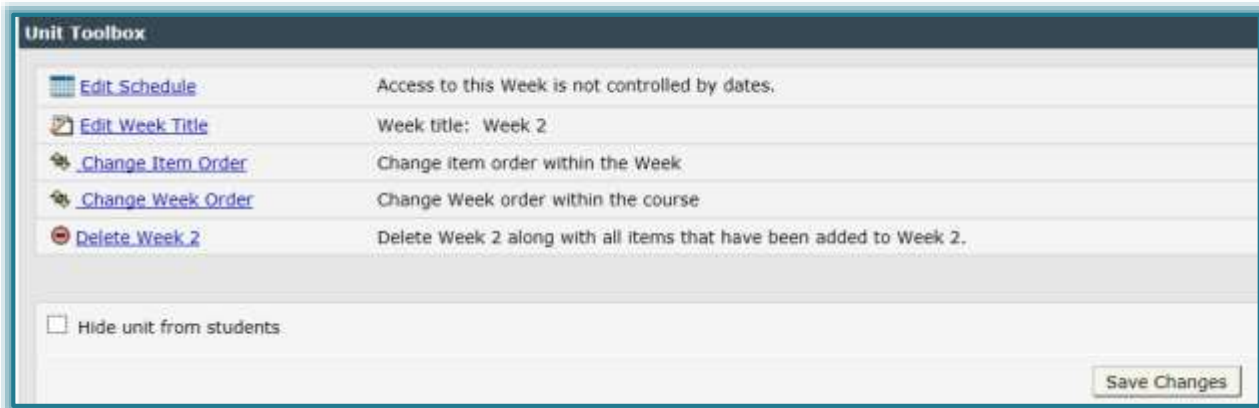 Unit Toolbox
Edit Schedule Access to this Week is not controlled by dates.
Edit Week Title Week title: Week 2
Change Item Order Change item order within the Week
Change Week Order Change Week order within the course
Delete Week 2 Delete Week 2 along with all items that have been added to Week 2.
Hide unit from students
Save Changes